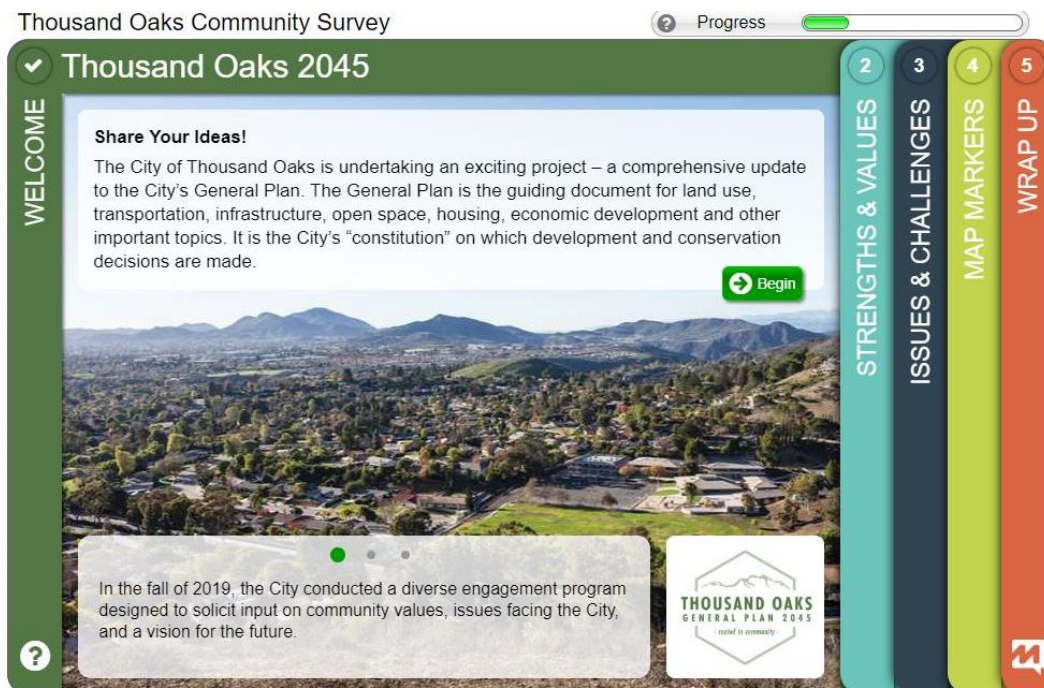 Thousand Oaks Community Survey
Progress
WELCOME
Thousand Oaks 2045
Share Your Ideas!
The City of Thousand Oaks is undertaking an exciting project – a comprehensive update
to the City's General Plan. The General Plan is the guiding document for land use,
transportation, infrastructure, open space, housing, economic development and other
important topics. It is the City's “constitution” on which development and conservation
decisions are made.
Begin
In the fall of 2019, the City conducted a diverse engagement program
designed to solicit input on community values, issues facing the City,
and a vision for the future.
THOUSAND OAKS
GENERAL PLAN 2045
- rooted in community -
2
STRENGTHS & VALUES
3
ISSUES & CHALLENGES
4
MAP MARKERS
5
WRAP UP